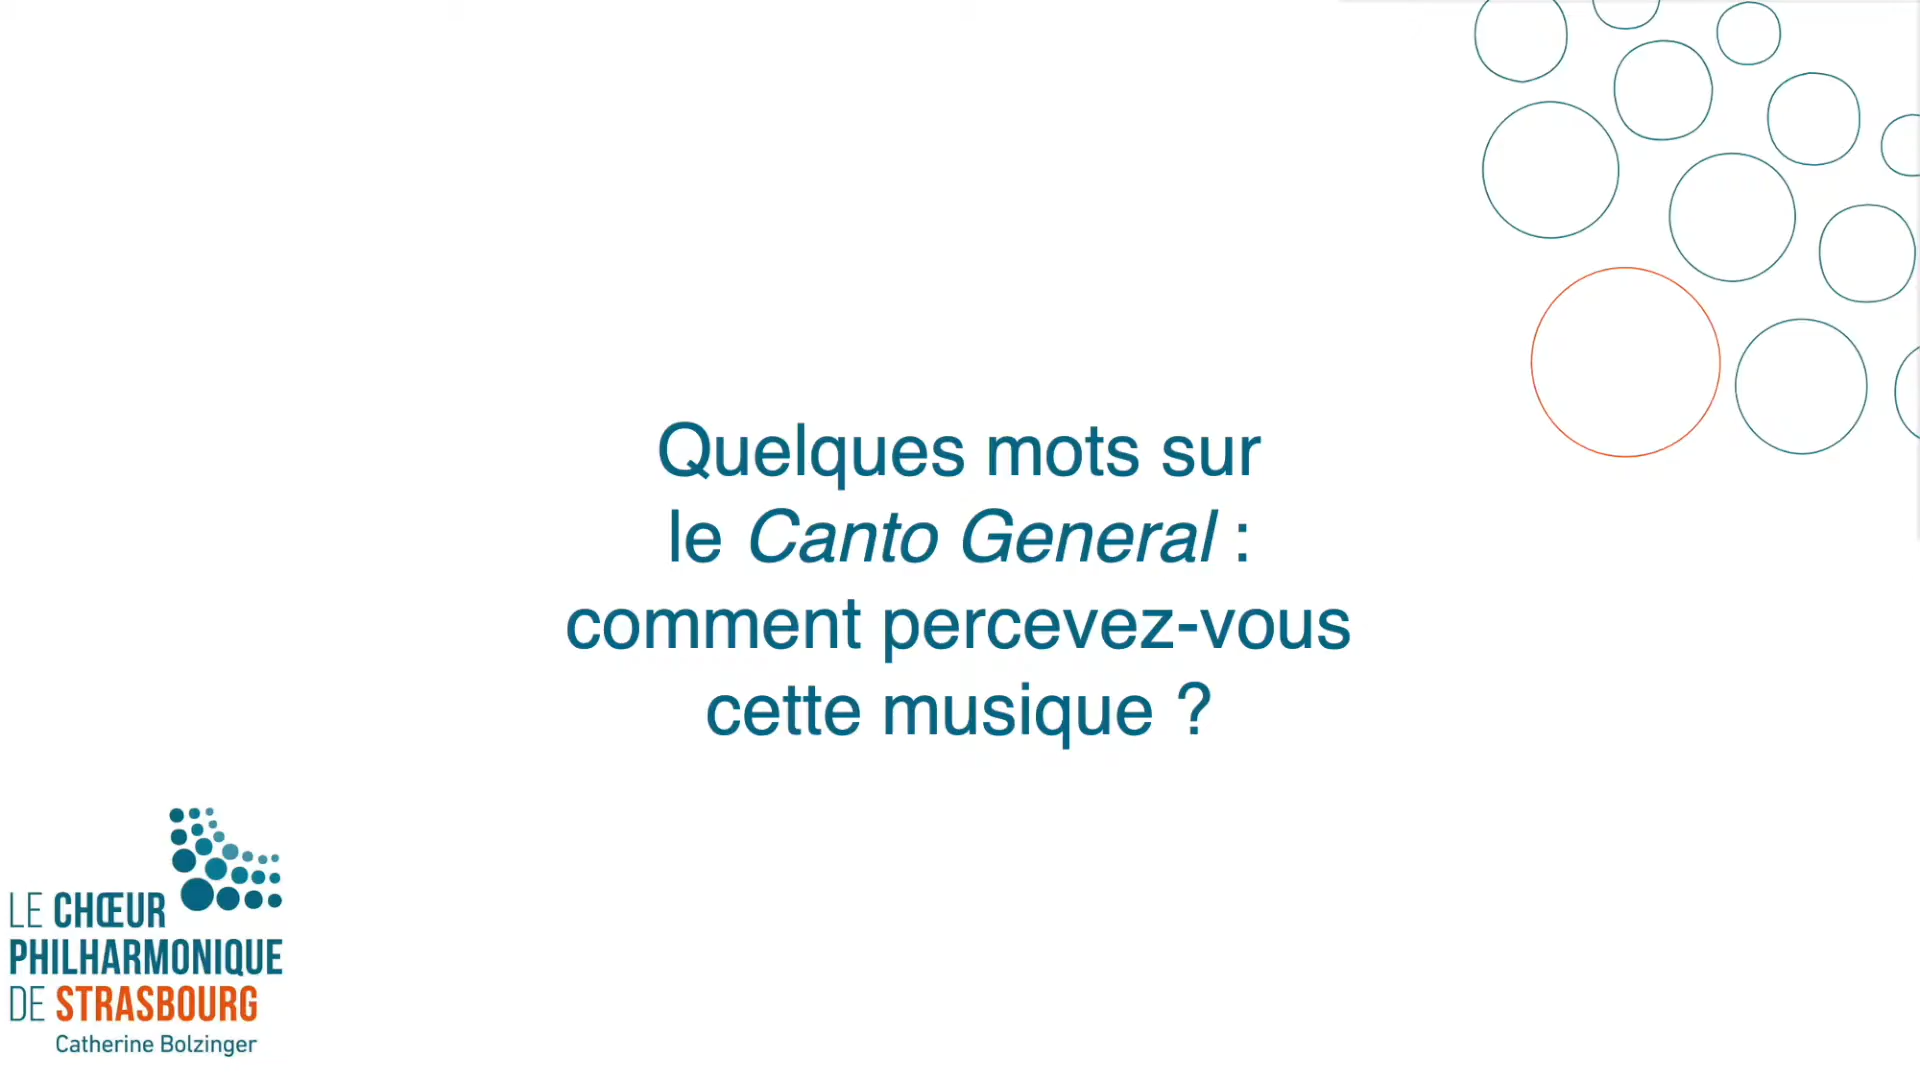 Quelques mots sur
le Canto General :
comment percevez-vous
cette musique ?
LE CHŒUR
PHILHARMONIQUE
DE STRASBOURG
Catherine Bolzinger